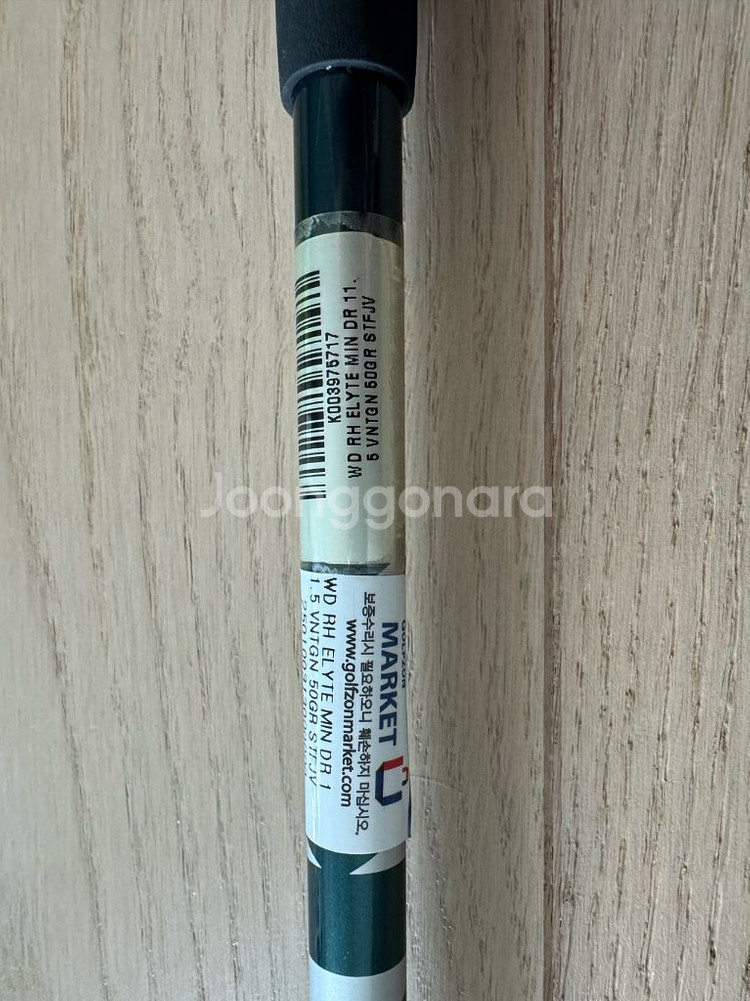 K003975717
WD RH ELYTE MIN DR 11.
5 VNTGN 50GR STFJV
Joonggonara
GOLFZON
MARKET
보증수리시 필요하오니 훼손하지 마십시오.
www.golfzonmarket.com
WD RH ELYTE MIN DR 1
1.5 VNTGN 50GR STFJV